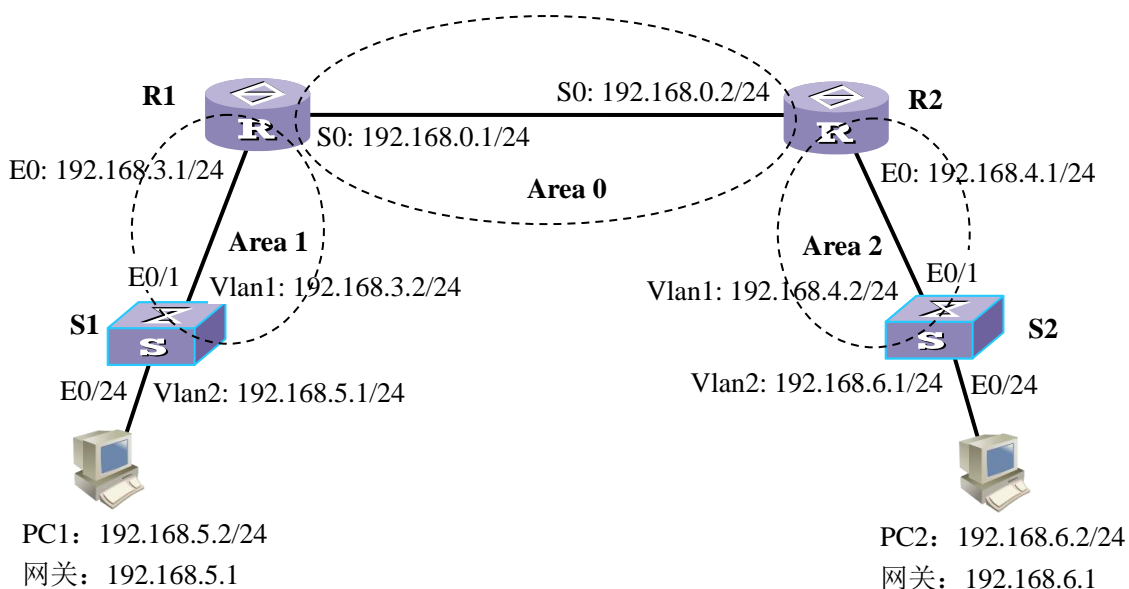 R1
S0: 192.168.0.2/24
R2
R
S0: 192.168.0.1/24
R
E0: 192.168.3.1/24
E0: 192.168.4.1/24
Area 0
Area 1
Area 2
E0/1
Vlan1: 192.168.3.2/24
Vlan1: 192.168.4.2/24
E0/1
S1
S
S
S2
E0/24
Vlan2: 192.168.5.1/24
Vlan2: 192.168.6.1/24
E0/24
PC1：192.168.5.2/24
网关：192.168.5.1
PC2：192.168.6.2/24
网关：192.168.6.1